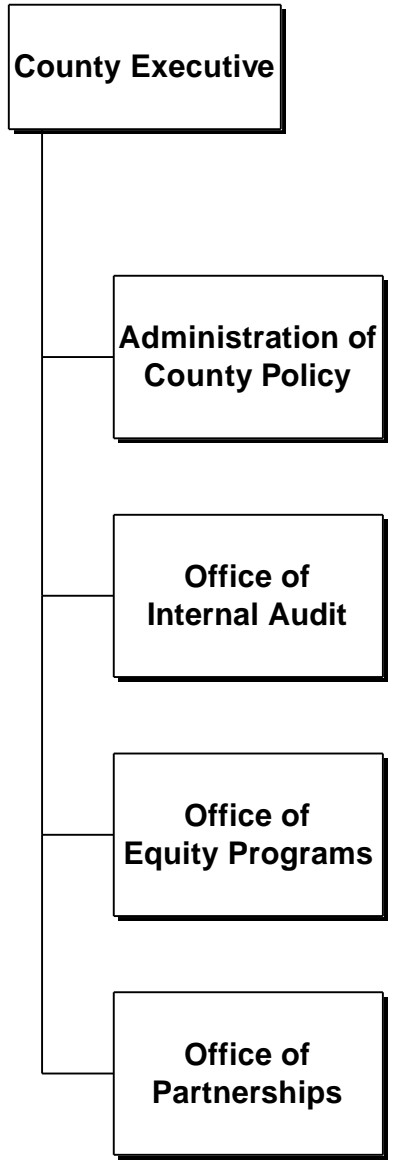 County Executive
Administration of
County Policy
Office of
Internal Audit
Office of
Equity Programs
Office of
Partnerships